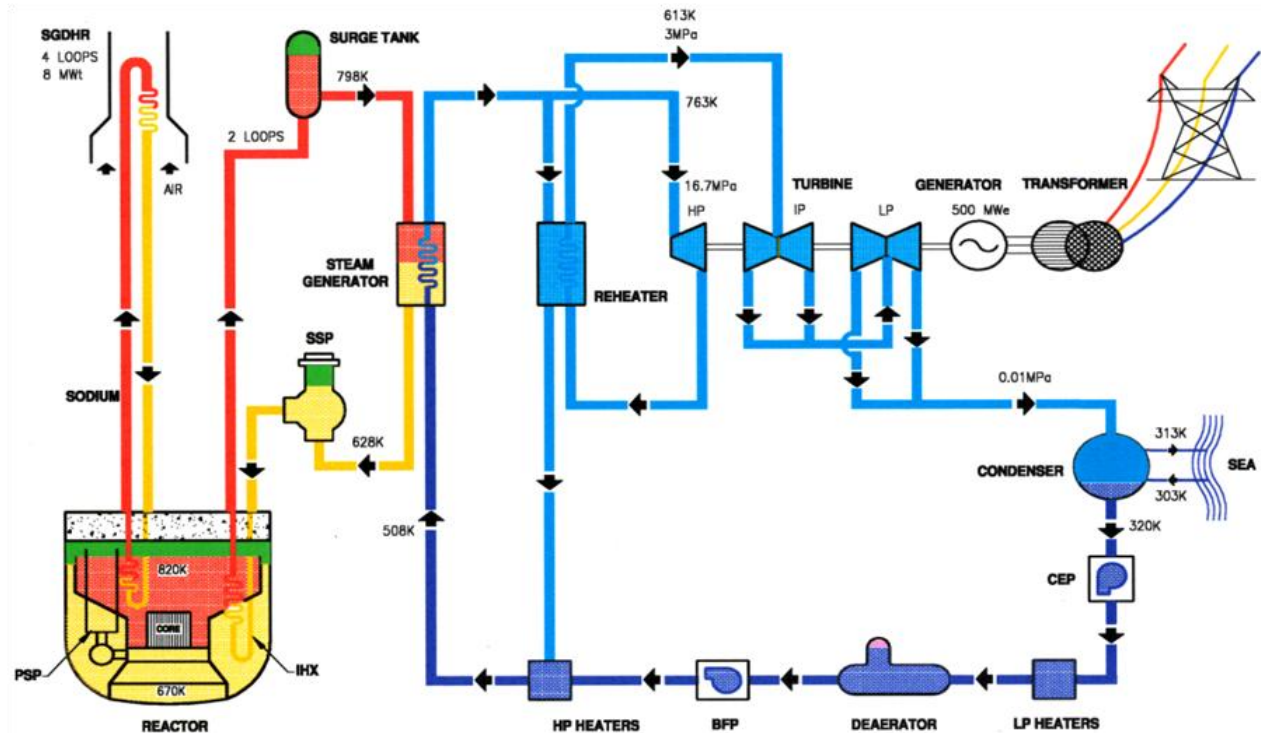 SGDHR
4 LOOPS
8 MWt
AIR
SODIUM
SURGE TANK
798K
2 LOOPS
STEAM
GENERATOR
SSP
628K
508K
613K
3MPa
763K
16.7MPa
HP
TURBINE
IP
LP
GENERATOR
500 MWe
TRANSFORMER
REHEATER
0.01MPa
CONDENSER
313K
303K
SEA
320K
CEP
820K
CORE
PSP
670K
IHX
REACTOR
HP HEATERS
BFP
DEAERATOR
LP HEATERS